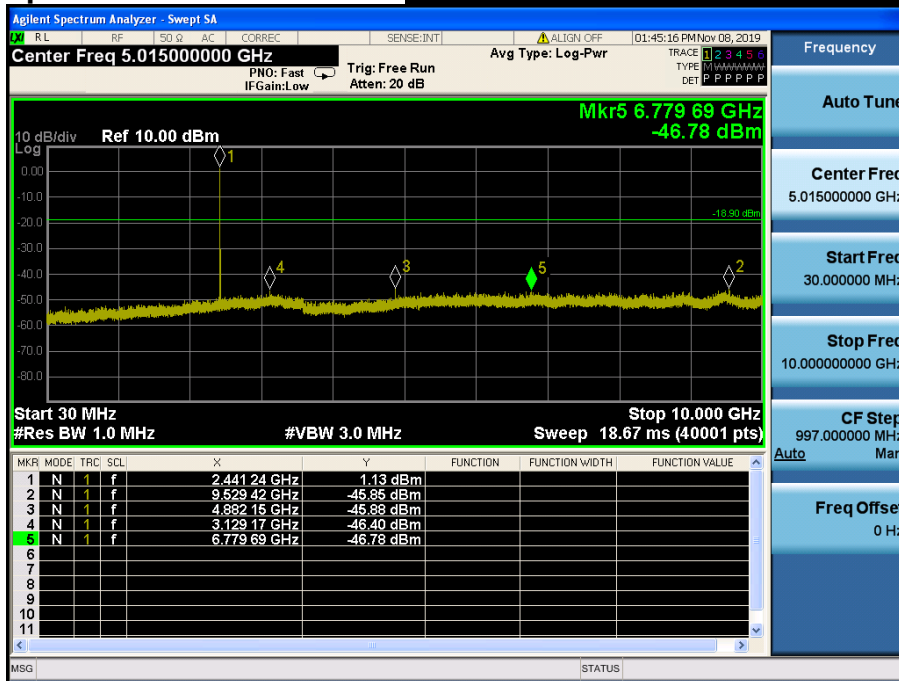 Agilent Spectrum Analyzer - Swept SA
LXI RL RF 50 Ω AC CORREC SENSE:INT ALIGN OFF 01:45:16 PM Nov 08, 2019
Center Freq 5.015000000 GHz
PNO: Fast
IFGain:Low
Trig: Free Run
Atten: 20 dB
Avg Type: Log-Pwr
TRACE 1 2 3 4 5 6
TYPE M W W W W W
DET P P P P P P
Mkr5 6.779 69 GHz
-46.78 dBm
10 dB/div Ref 10.00 dBm
Log
0.00
-10.0
-20.0
-30.0
-40.0
-50.0
-60.0
-70.0
-80.0
1
-18.90 dBm
4
3
5
2
Start 30 MHz Stop 10.000 GHz
#Res BW 1.0 MHz #VBW 3.0 MHz Sweep 18.67 ms (40001 pts)
MKR MODE TRC SCL X Y FUNCTION FUNCTION WIDTH FUNCTION VALUE
1 N 1 f 2.441 24 GHz 1.13 dBm
2 N 1 f 9.529 42 GHz -45.85 dBm
3 N 1 f 4.882 15 GHz -45.88 dBm
4 N 1 f 3.129 17 GHz -46.40 dBm
5 N 1 f 6.779 69 GHz -46.78 dBm
6
7
8
9
10
11
MSG STATUS
Frequency
Auto Tune
Center Freq
5.015000000 GHz
Start Freq
30.000000 MHz
Stop Freq
10.000000000 GHz
CF Step
997.000000 MHz
Auto Man
Freq Offset
0 Hz